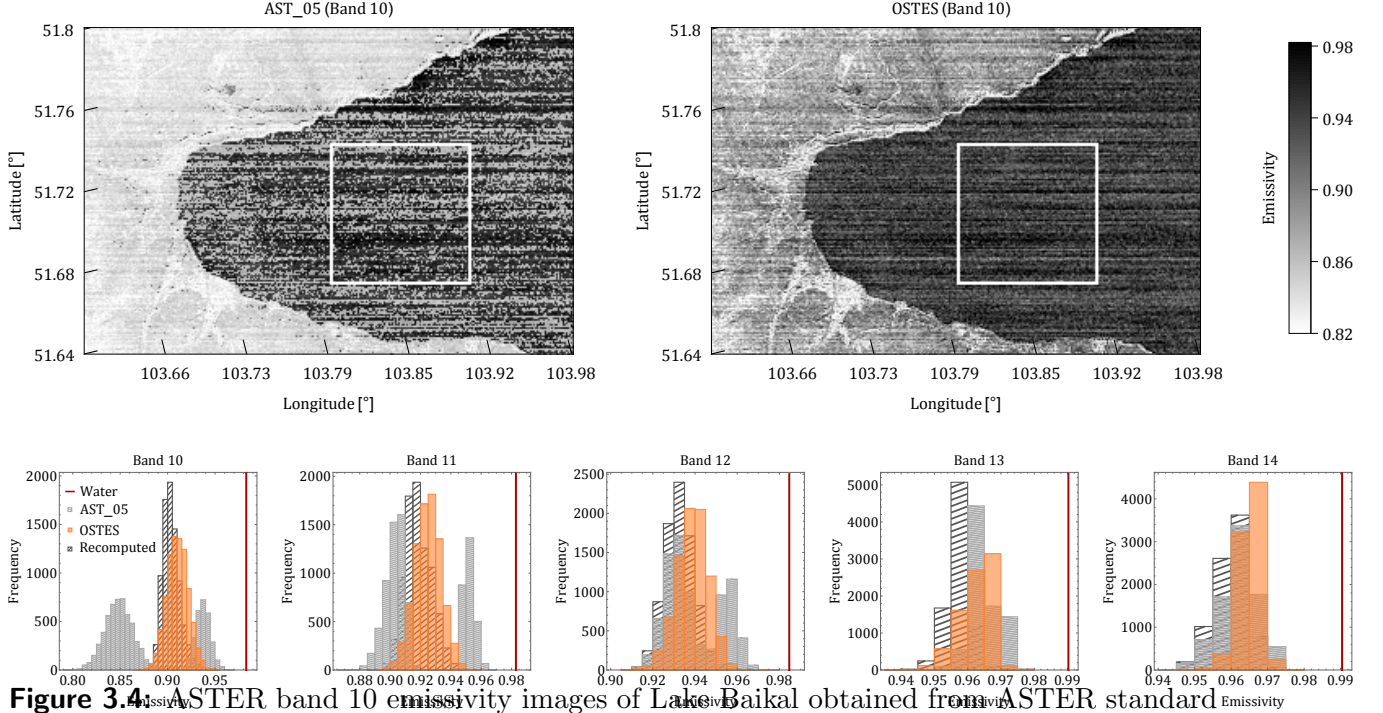 AST_05 (Band 10)
OSTES (Band 10)
51.8
51.76
51.72
51.68
51.64
Latitude [°]
103.66 103.73 103.79 103.85 103.92 103.98
Longitude [°]
51.8
51.76
51.72
51.68
51.64
Latitude [°]
103.66 103.73 103.79 103.85 103.92 103.98
Longitude [°]
Emissivity
0.98
0.94
0.90
0.86
0.82
Band 10
Frequency
2000
1500
1000
500
0
Water
AST_05
OSTES
Recomputed
0.80 0.85 0.90 0.95
Emissivity
Band 11
Frequency
2000
1500
1000
500
0
0.88 0.90 0.92 0.94 0.96 0.98
Emissivity
Band 12
Frequency
2500
2000
1500
1000
500
0
0.90 0.92 0.94 0.96 0.98
Emissivity
Band 13
Frequency
5000
4000
3000
2000
1000
0
0.94 0.95 0.96 0.97 0.98 0.99
Emissivity
Band 14
Frequency
4000
3000
2000
1000
0
0.94 0.95 0.96 0.97 0.98 0.99
Emissivity
Figure 3.4: ASTER band 10 emissivity images of Lake Baikal obtained from ASTER standard